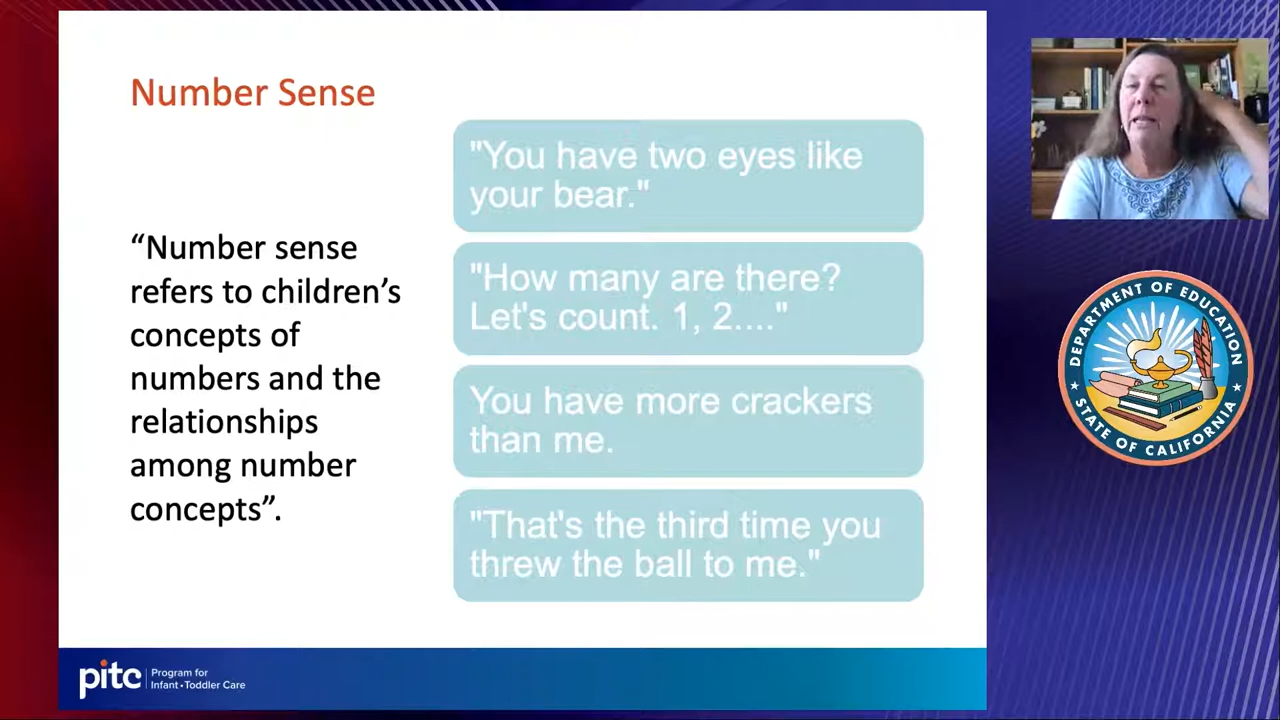 Number Sense
“Number sense
refers to children’s
concepts of
numbers and the
relationships
among number
concepts”.
"You have two eyes like
your bear."
"How many are there?
Let's count. 1, 2...."
You have more crackers
than me.
"That's the third time you
threw the ball to me."
DEPARTMENT OF EDUCATION
STATE OF CALIFORNIA
pitc
Program for
Infant•Toddler Care